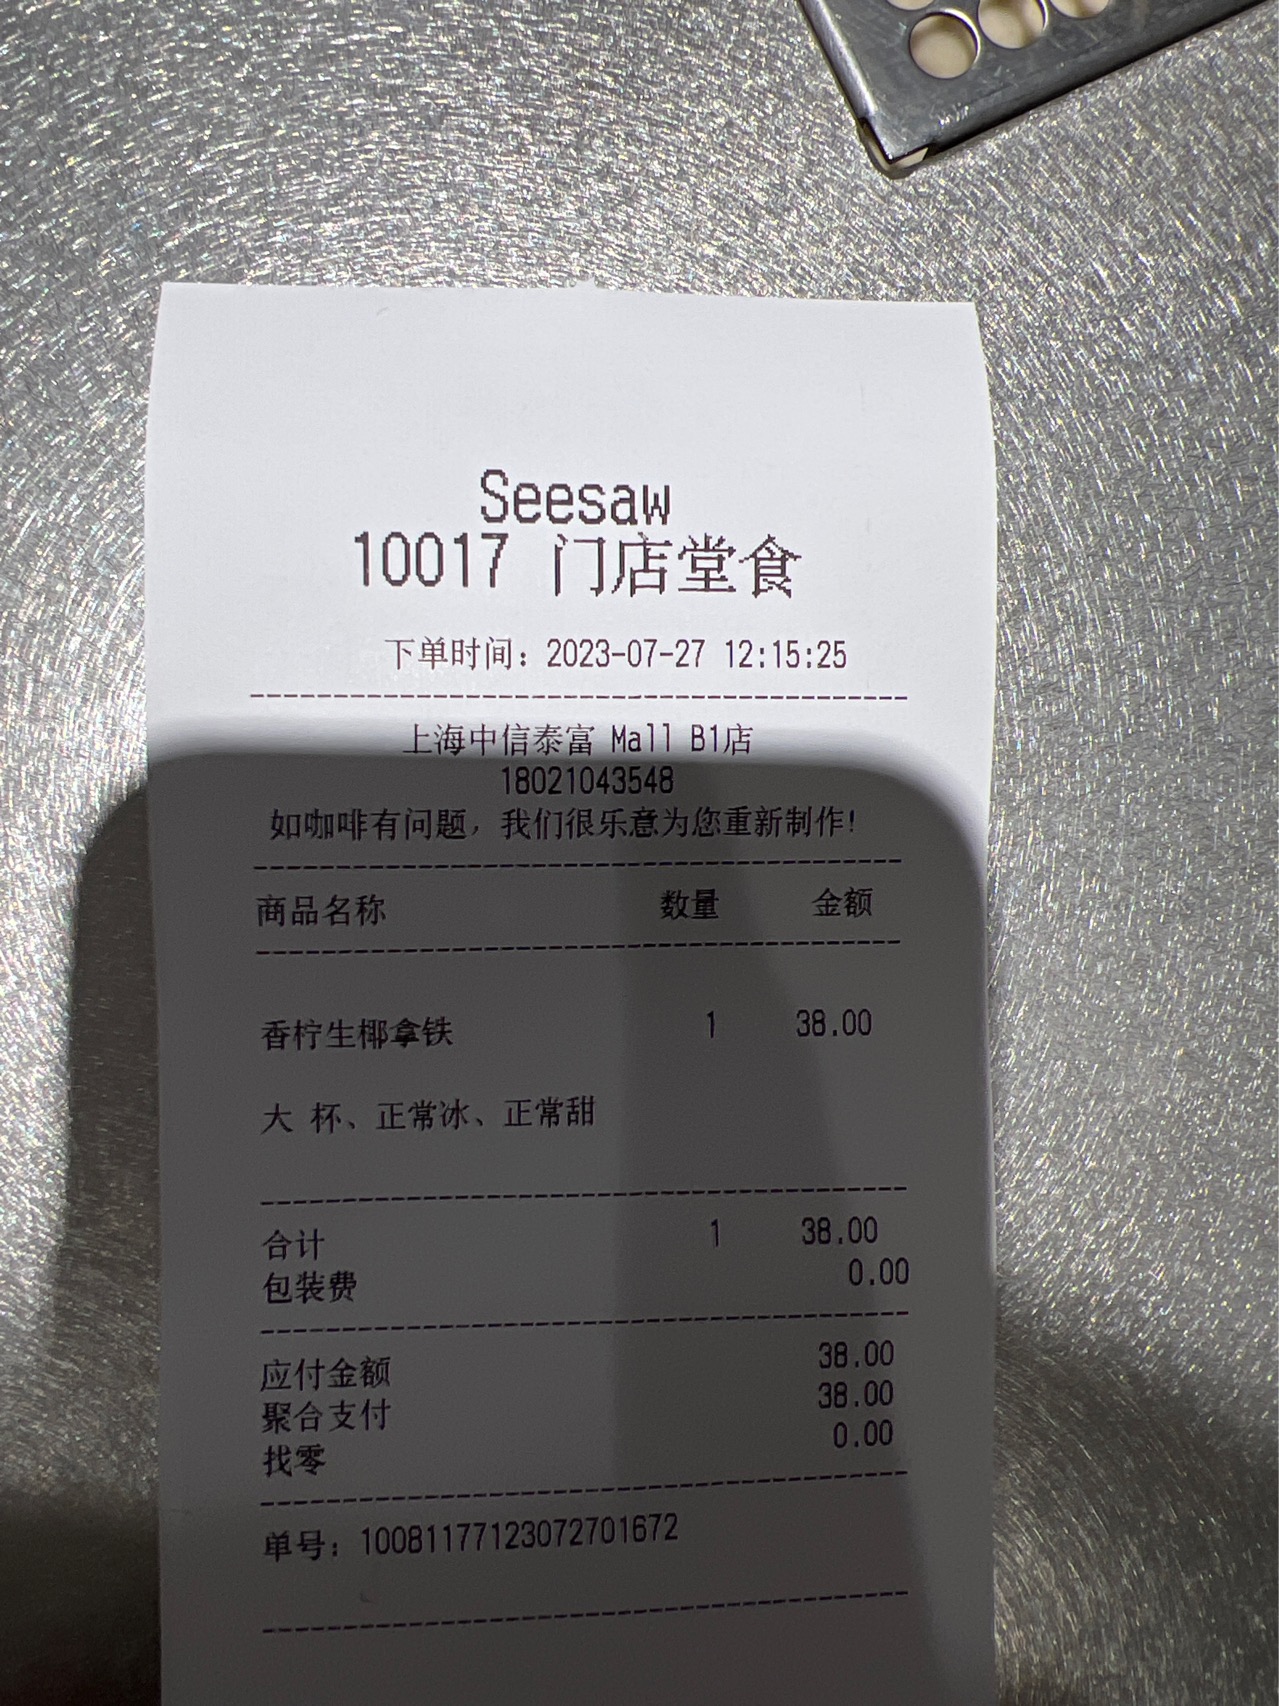 Seesaw
10017 门店堂食
下单时间：2023-07-27 12:15:25
上海中信泰富 Mall B1店
18021043548
如咖啡有问题，我们很乐意为您重新制作！
商品名称 数量 金额
香柠生椰拿铁 1 38.00
大 杯、正常冰、正常甜
合计 1 38.00
包装费 0.00
应付金额 38.00
聚合支付 38.00
找零 0.00
单号：10081177123072701672